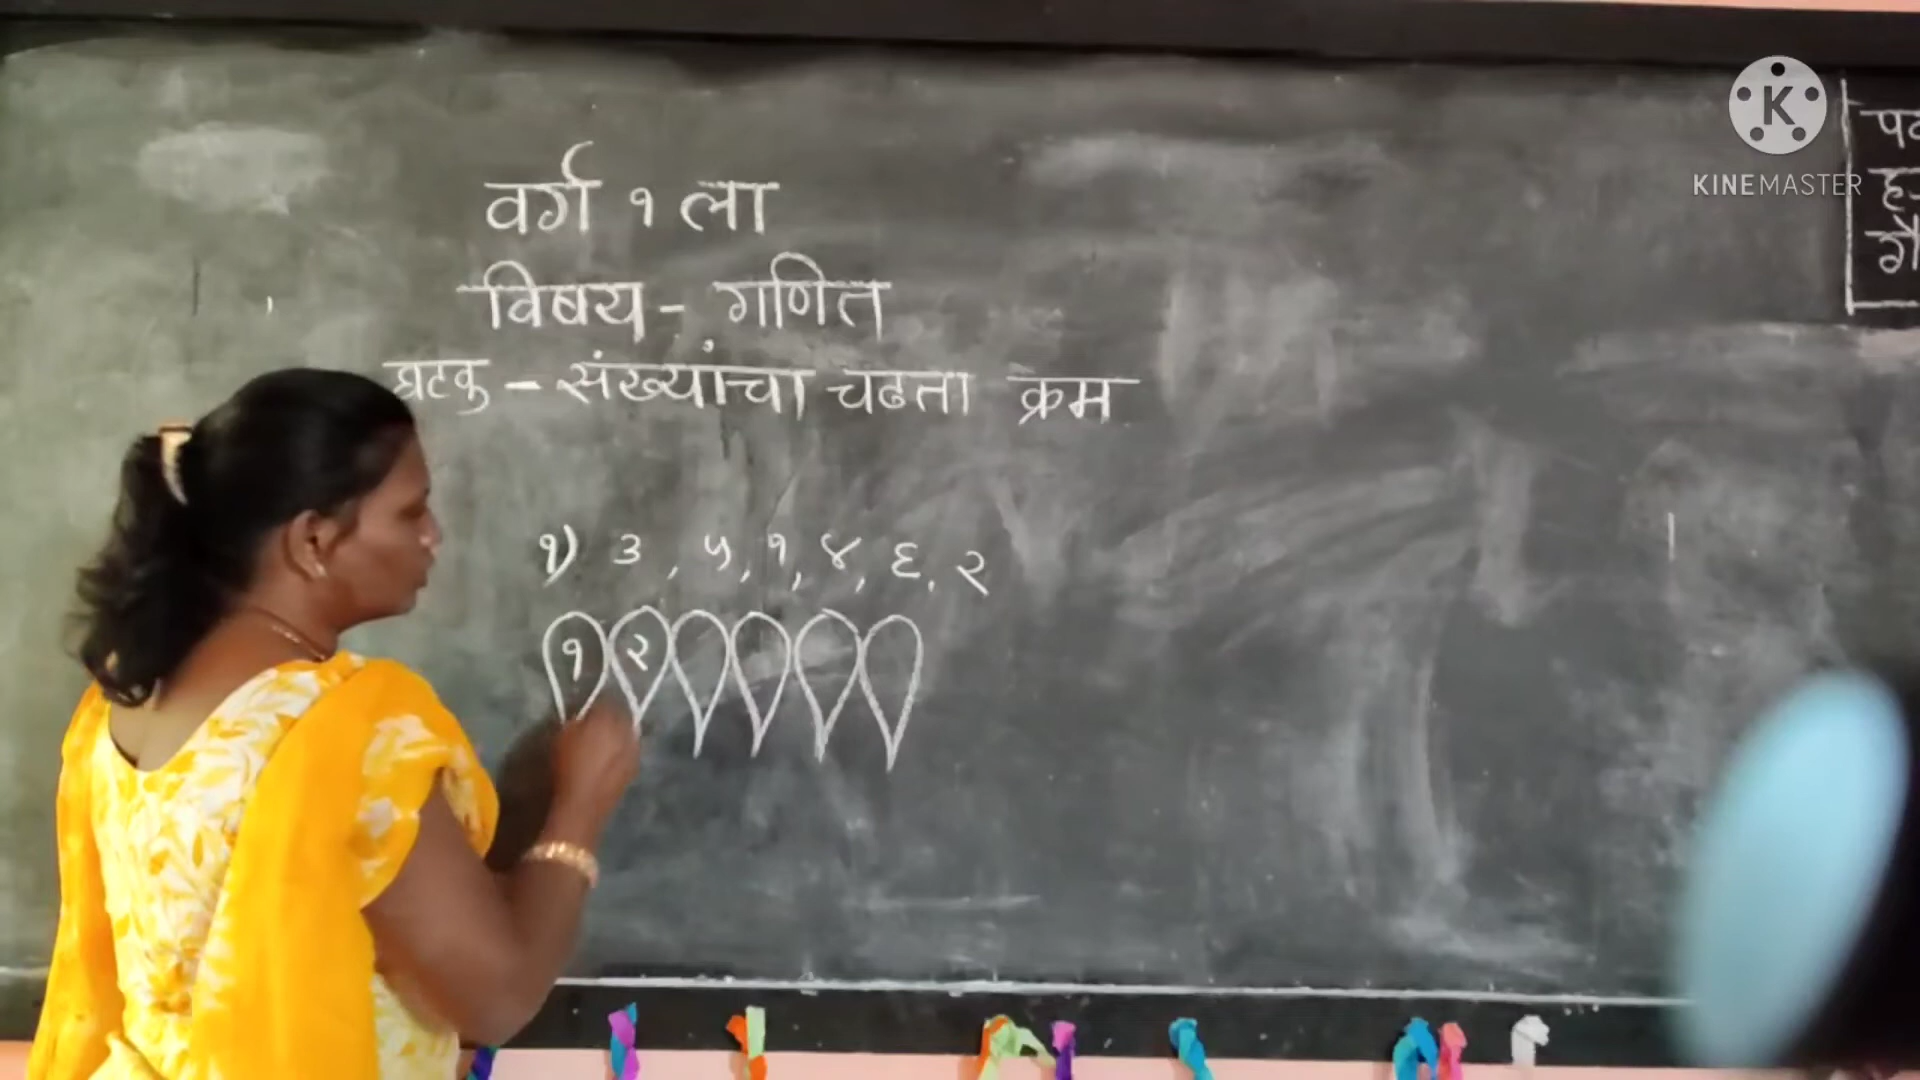 वर्ग १ ला
विषय - गणित
घटक - संख्यांचा चढता क्रम
१) ३, ५, १, ४, ६, २
१ २
KINEMASTER